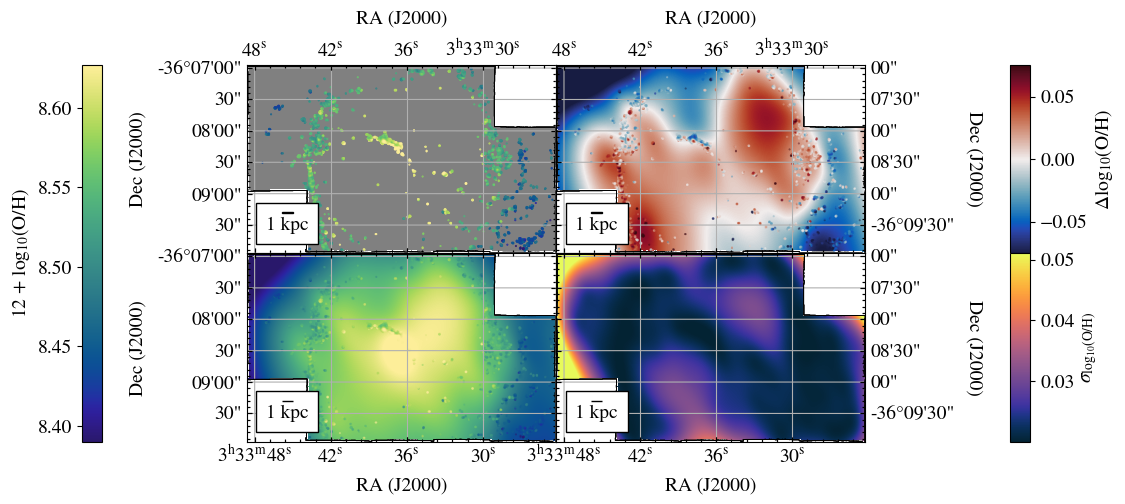 RA (J2000) RA (J2000)
48ˢ 42ˢ 36ˢ 3ʰ33ᵐ30ˢ 48ˢ 42ˢ 36ˢ 3ʰ33ᵐ30ˢ
-36°07'00" 00"
30" 07'30"
08'00" 00"
30" 08'30"
09'00" 00"
30" -36°09'30"
Dec (J2000) Dec (J2000)
1 kpc 1 kpc
-36°07'00" 00"
30" 07'30"
08'00" 00"
30" 08'30"
09'00" 00"
30" -36°09'30"
Dec (J2000) Dec (J2000)
1 kpc 1 kpc
3ʰ33ᵐ48ˢ 42ˢ 36ˢ 30ˢ 3ʰ33ᵐ48ˢ 42ˢ 36ˢ 30ˢ
RA (J2000) RA (J2000)
12 + log₁₀(O/H)
8.60
8.55
8.50
8.45
8.40
Δlog₁₀(O/H)
0.05
0.00
−0.05
σ_log₁₀(O/H)
0.05
0.04
0.03